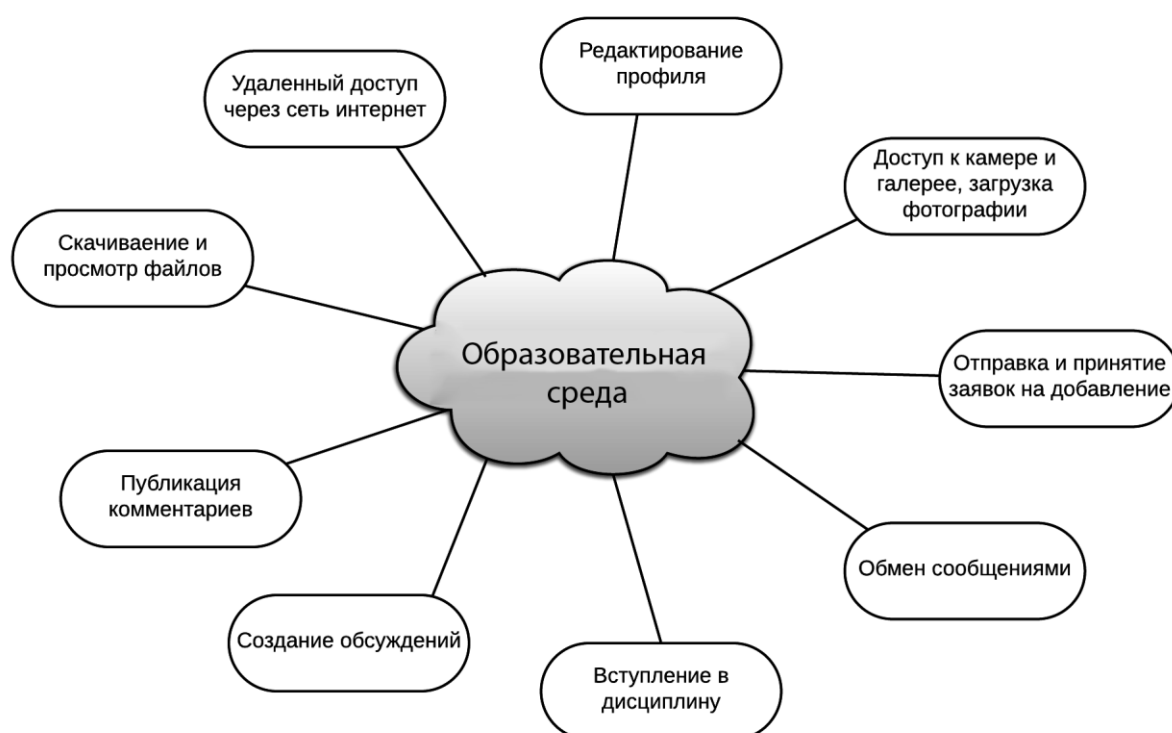 Редактирование
профиля
Удаленный доступ
через сеть интернет
Доступ к камере и
галерее, загрузка
фотографии
Скачиваение и
просмотр файлов
Образовательная
среда
Отправка и принятие
заявок на добавление
Публикация
комментариев
Обмен сообщениями
Создание обсуждений
Вступление в
дисциплину